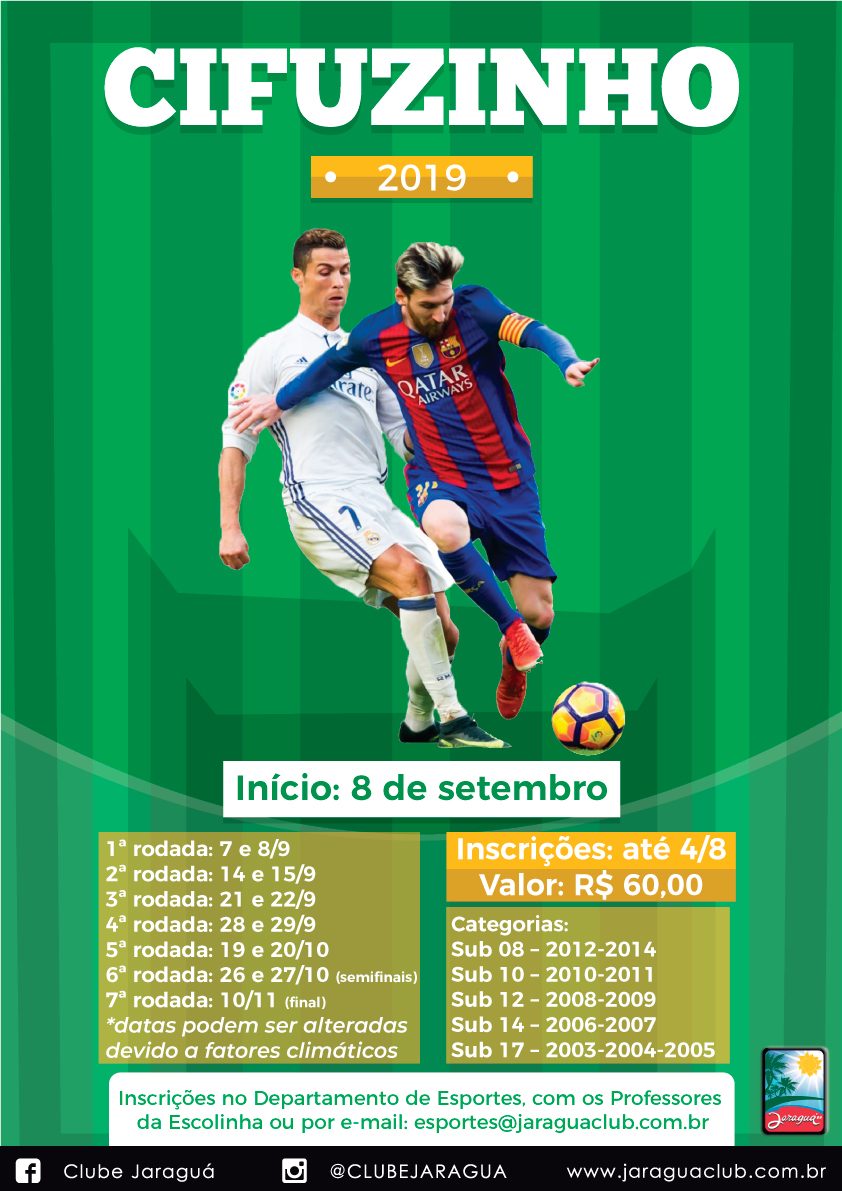 CIFUZINHO
2019
QATAR
AIRWAYS
7
Início: 8 de setembro
1ª rodada: 7 e 8/9
2ª rodada: 14 e 15/9
3ª rodada: 21 e 22/9
4ª rodada: 28 e 29/9
5ª rodada: 19 e 20/10
6ª rodada: 26 e 27/10 (semifinais)
7ª rodada: 10/11 (final)
*datas podem ser alteradas
devido a fatores climáticos
Inscrições: até 4/8
Valor: R$ 60,00
Categorias:
Sub 08 – 2012-2014
Sub 10 – 2010-2011
Sub 12 – 2008-2009
Sub 14 – 2006-2007
Sub 17 – 2003-2004-2005
Jaraguá
Inscrições no Departamento de Esportes, com os Professores
da Escolinha ou por e-mail: esportes@jaraguaclub.com.br
Clube Jaraguá
@CLUBEJARAGUA
www.jaraguaclub.com.br